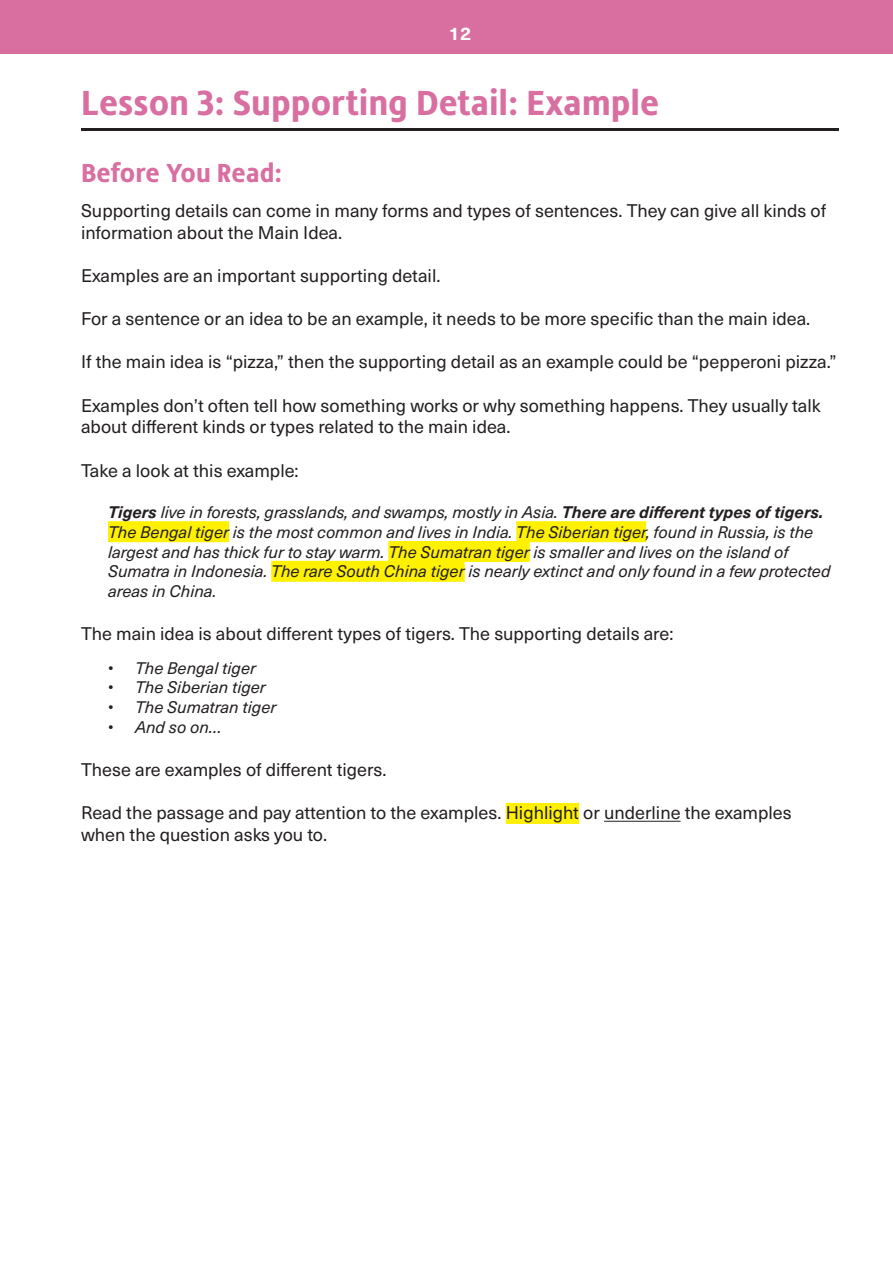 12
Lesson 3: Supporting Detail: Example
Before You Read:
Supporting details can come in many forms and types of sentences. They can give all kinds of
information about the Main Idea.
Examples are an important supporting detail.
For a sentence or an idea to be an example, it needs to be more specific than the main idea.
If the main idea is “pizza,” then the supporting detail as an example could be “pepperoni pizza.”
Examples don’t often tell how something works or why something happens. They usually talk
about different kinds or types related to the main idea.
Take a look at this example:
Tigers live in forests, grasslands, and swamps, mostly in Asia. There are different types of tigers.
The Bengal tiger is the most common and lives in India. The Siberian tiger, found in Russia, is the
largest and has thick fur to stay warm. The Sumatran tiger is smaller and lives on the island of
Sumatra in Indonesia. The rare South China tiger is nearly extinct and only found in a few protected
areas in China.
The main idea is about different types of tigers. The supporting details are:
• The Bengal tiger
• The Siberian tiger
• The Sumatran tiger
• And so on...
These are examples of different tigers.
Read the passage and pay attention to the examples. Highlight or underline the examples
when the question asks you to.